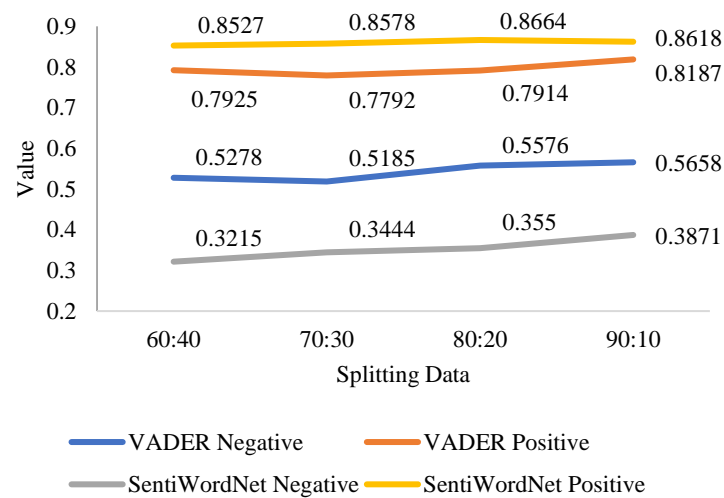 0.9
0.8
0.7
0.6
0.5
0.4
0.3
0.2
Value
0.8527 0.8578 0.8664 0.8618
0.7925 0.7792 0.7914 0.8187
0.5278 0.5185 0.5576 0.5658
0.3215 0.3444 0.355 0.3871
60:40 70:30 80:20 90:10
Splitting Data
VADER Negative VADER Positive
SentiWordNet Negative SentiWordNet Positive